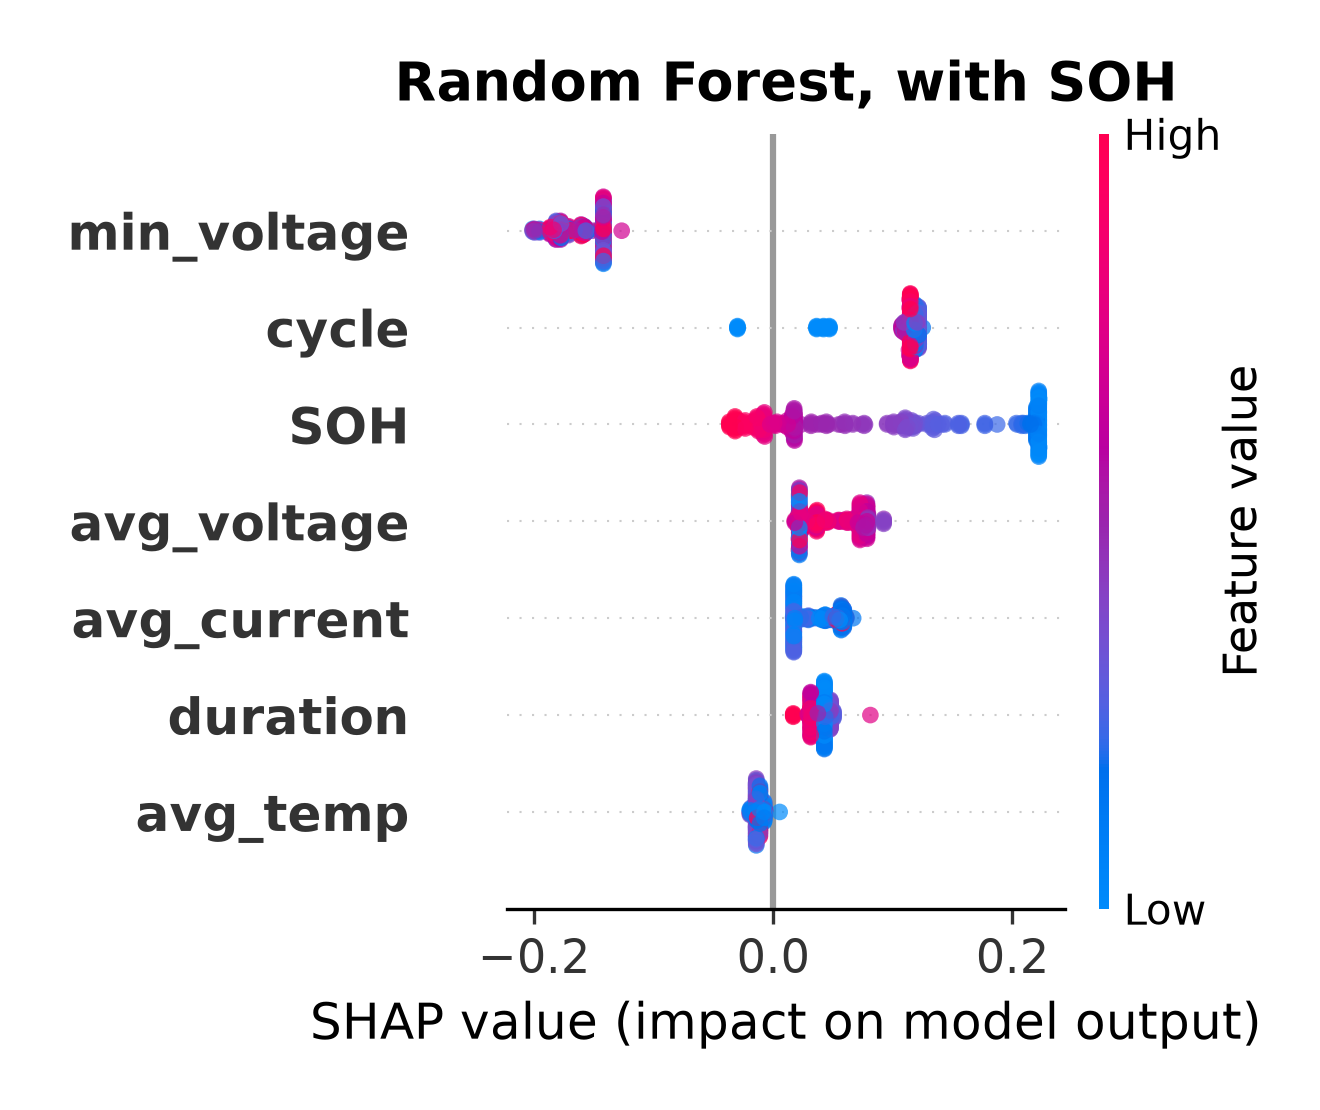 Random Forest, with SOH
High
min_voltage
cycle
SOH
avg_voltage
avg_current
duration
avg_temp
Feature value
Low
−0.2 0.0 0.2
SHAP value (impact on model output)